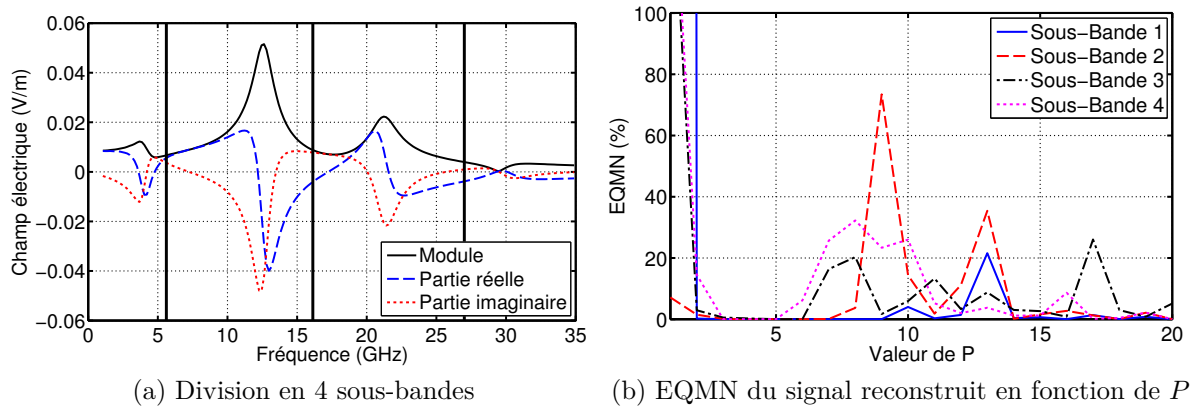 0.06
0.04
0.02
0
−0.02
−0.04
−0.06
Champ électrique (V/m)
0 5 10 15 20 25 30 35
Fréquence (GHz)
Module
Partie réelle
Partie imaginaire
(a) Division en 4 sous-bandes
100
80
60
40
20
0
EQMN (%)
5 10 15 20
Valeur de P
Sous−Bande 1
Sous−Bande 2
Sous−Bande 3
Sous−Bande 4
(b) EQMN du signal reconstruit en fonction de P